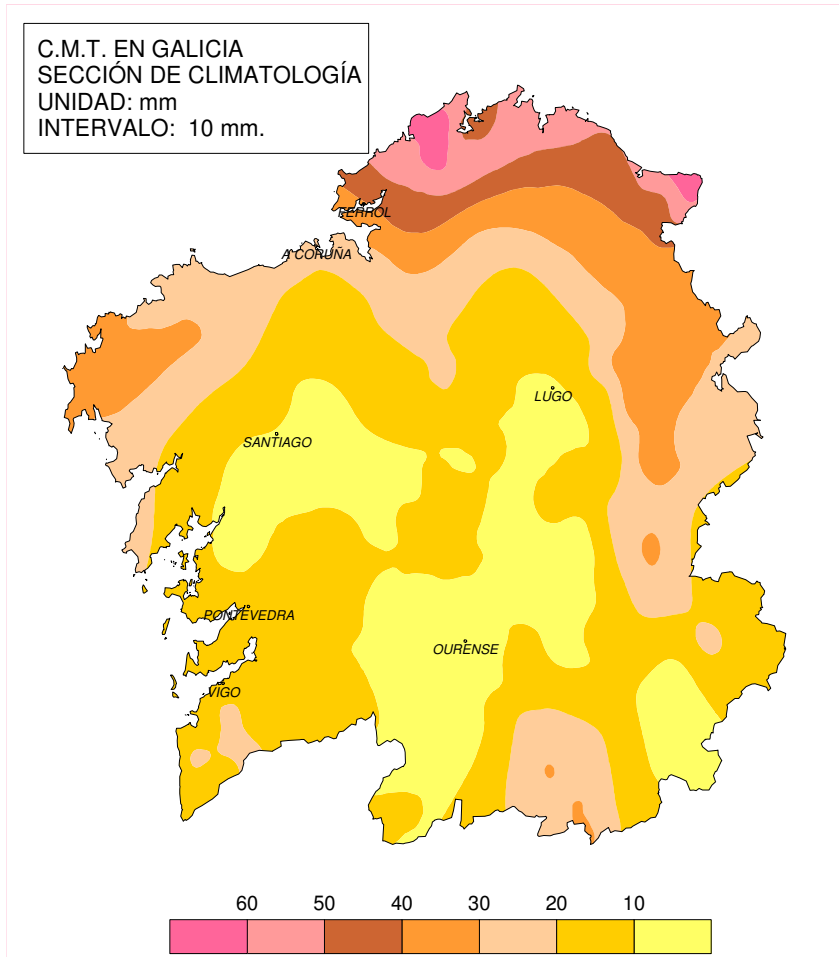 C.M.T. EN GALICIA
SECCIÓN DE CLIMATOLOGÍA
UNIDAD: mm
INTERVALO: 10 mm.
FERROL
A CORUÑA
LUGO
SANTIAGO
PONTEVEDRA
OURENSE
VIGO
60 50 40 30 20 10